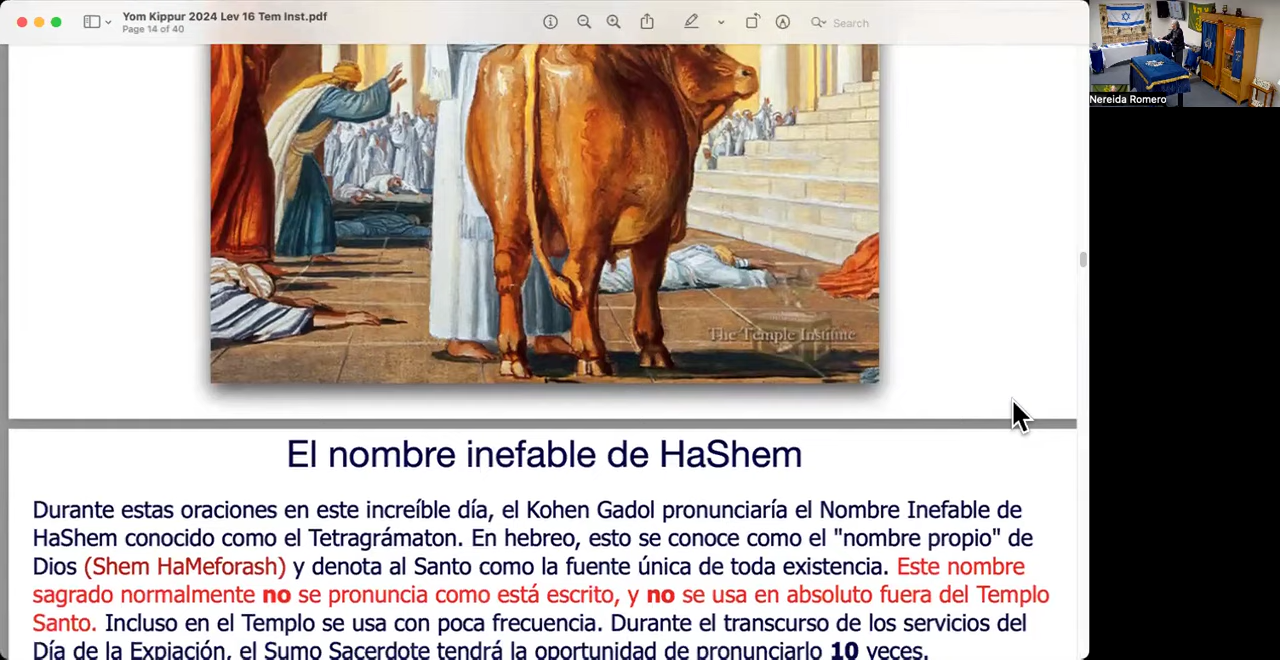 Yom Kippur 2024 Lev 16 Tem Inst.pdf
Page 14 of 40
Search
Nereida Romero
The Temple Institute
El nombre inefable de HaShem
Durante estas oraciones en este increíble día, el Kohen Gadol pronunciaría el Nombre Inefable de
HaShem conocido como el Tetragrámaton. En hebreo, esto se conoce como el "nombre propio" de
Dios (Shem HaMeforash) y denota al Santo como la fuente única de toda existencia. Este nombre
sagrado normalmente no se pronuncia como está escrito, y no se usa en absoluto fuera del Templo
Santo. Incluso en el Templo se usa con poca frecuencia. Durante el transcurso de los servicios del
Día de la Expiación, el Sumo Sacerdote tendrá la oportunidad de pronunciarlo 10 veces.